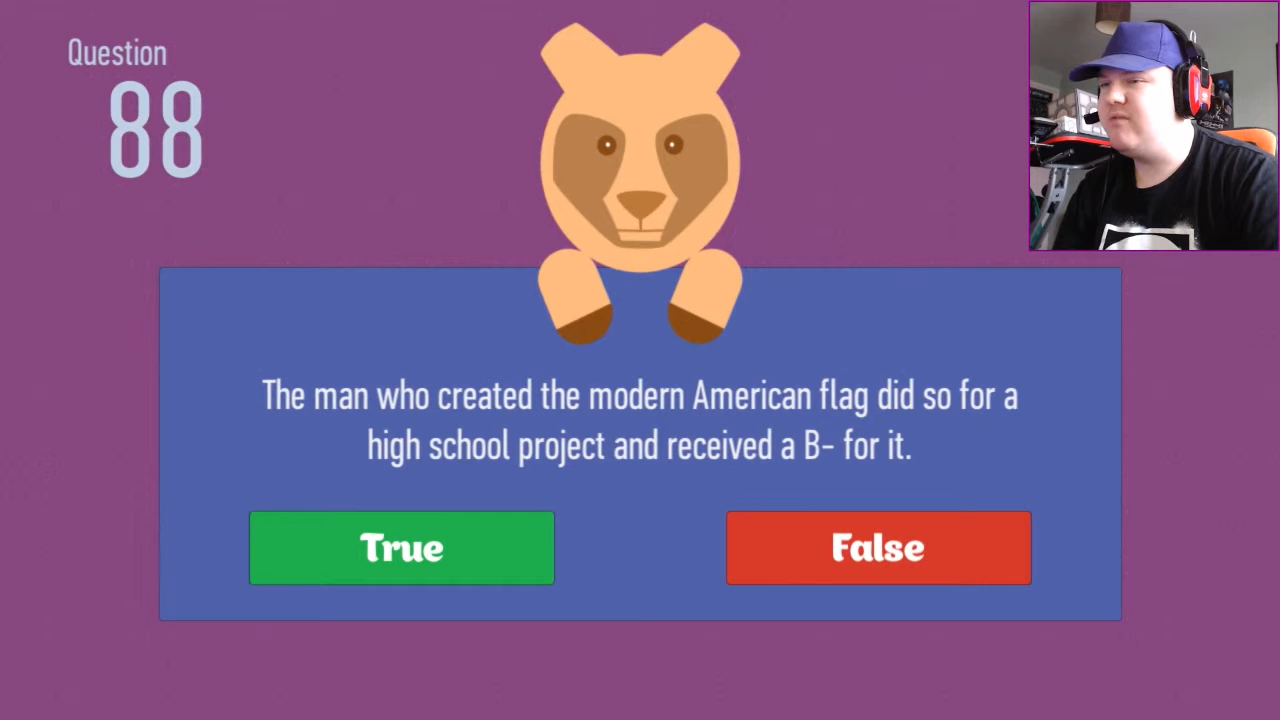 Question
88
The man who created the modern American flag did so for a
high school project and received a B- for it.
True
False